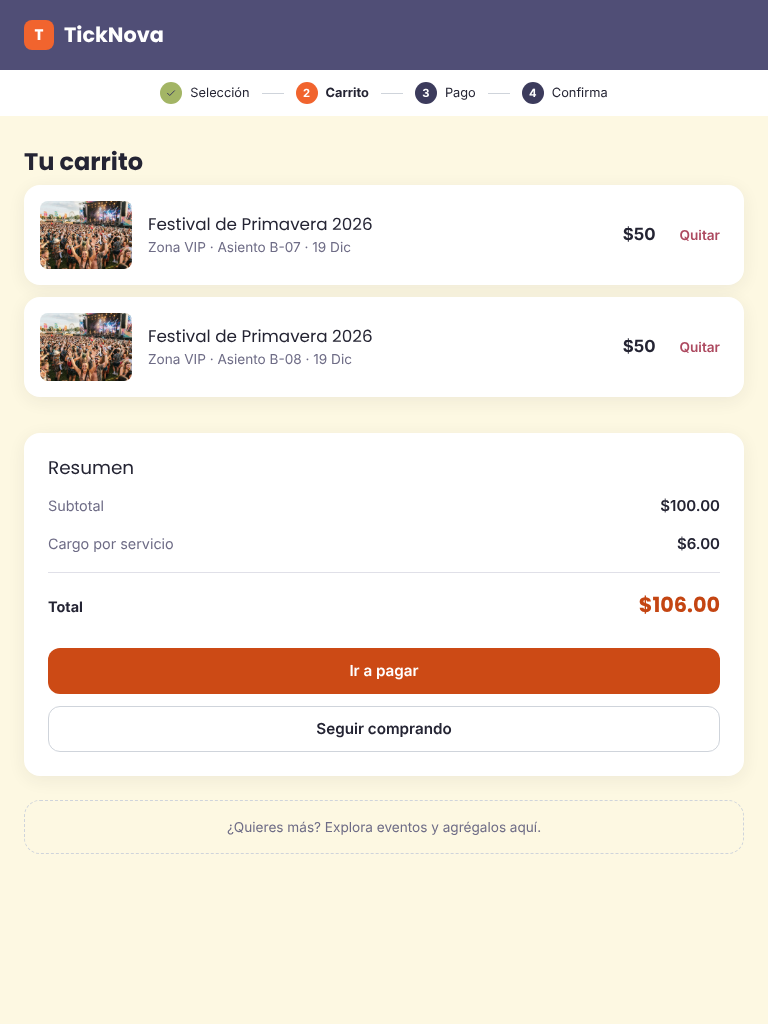 T TickNova
Selección 2 Carrito 3 Pago 4 Confirma
Tu carrito
Festival de Primavera 2026
Zona VIP · Asiento B-07 · 19 Dic
$50 Quitar
Festival de Primavera 2026
Zona VIP · Asiento B-08 · 19 Dic
$50 Quitar
Resumen
Subtotal $100.00
Cargo por servicio $6.00
Total $106.00
Ir a pagar
Seguir comprando
¿Quieres más? Explora eventos y agrégalos aquí.